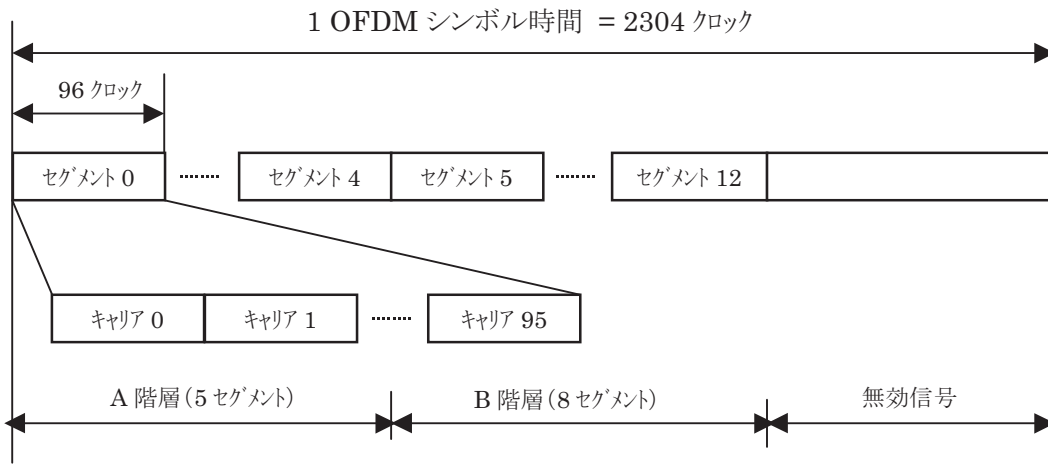 1 OFDM シンボル時間 = 2304 クロック
96 クロック
セグメント 0 ........ セグメント 4 セグメント 5 ........ セグメント 12
キャリア 0 キャリア 1 ........ キャリア 95
A 階層(5 セグメント) B 階層(8 セグメント) 無効信号